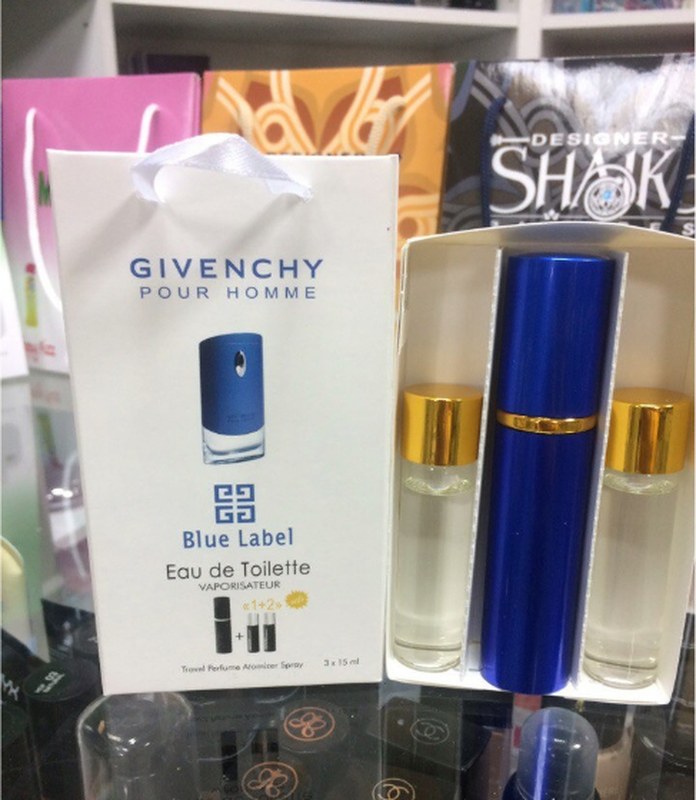 DESIGNER
SHAIK
GIVENCHY
POUR HOMME
Blue Label
Eau de Toilette
VAPORISATEUR
«1+2»
+
Travel Perfume Atomizer Spray 3 x 15 ml